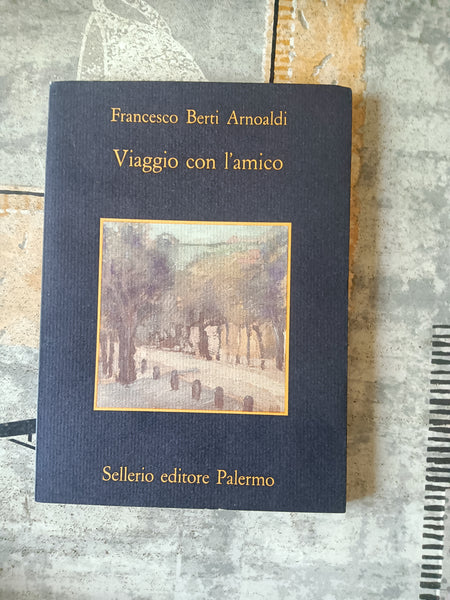 Francesco Berti Arnoaldi
Viaggio con l'amico
Sellerio editore Palermo